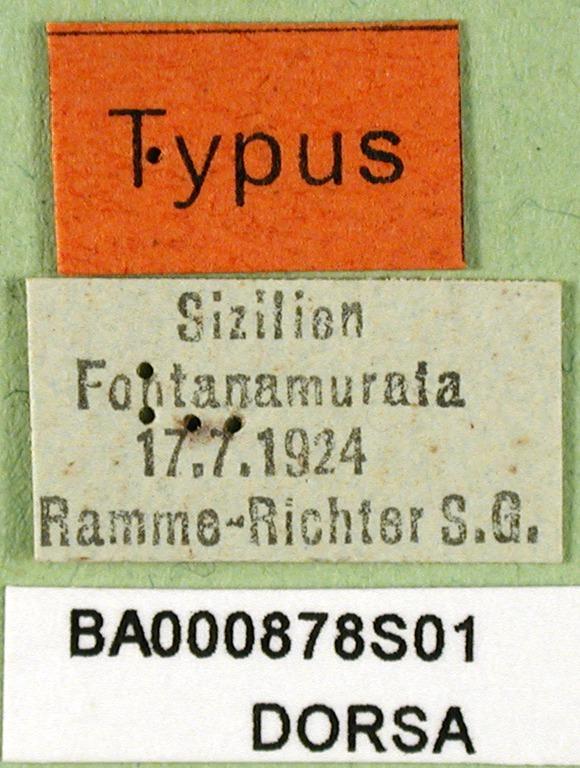 Typus
Sizilien
Fontanamurata
17.7.1924
Ramme-Richter S.G.
BA000878S01
DORSA